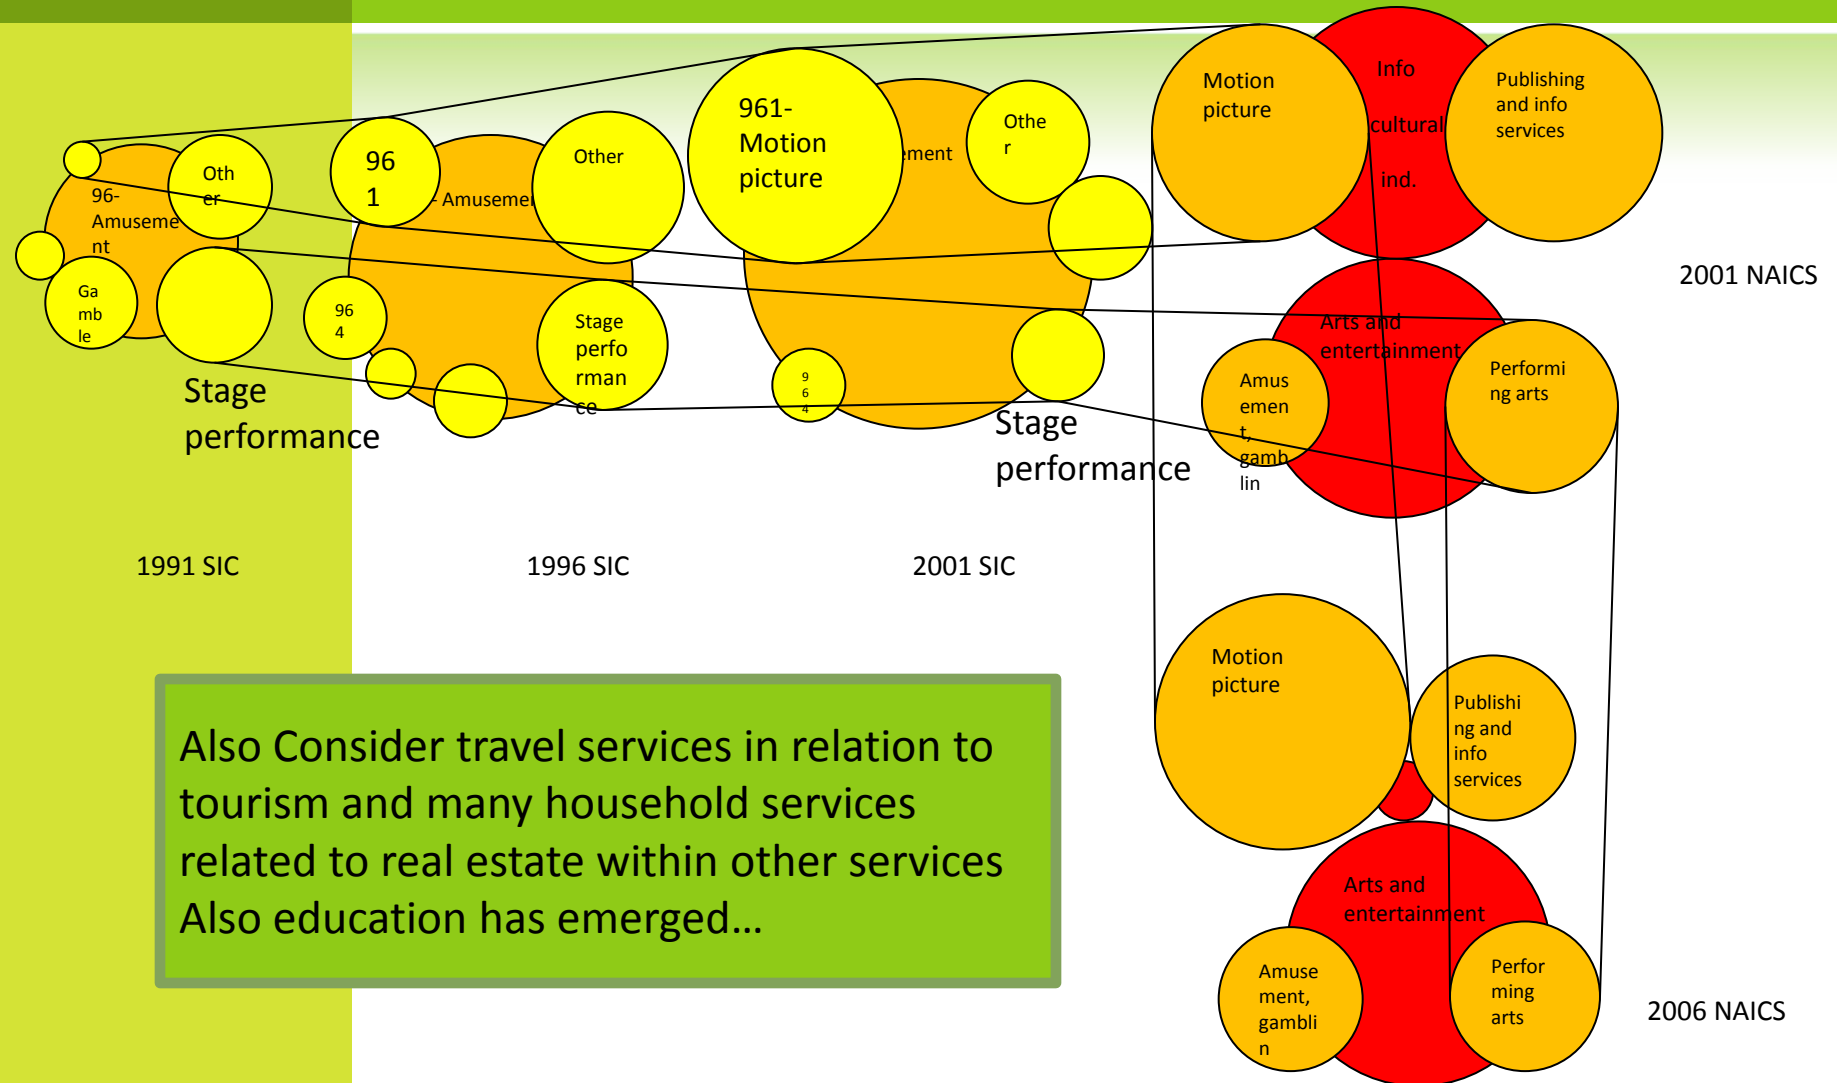 96-
Amuseme
nt
Oth
er
Ga
mb
le
Stage
performance
1991 SIC
96
1
- Amuseme
Other
96
4
Stage
perfo
rman
ce
1996 SIC
961-
Motion
picture
ement
Othe
r
9
6
4
Stage
performance
2001 SIC
Motion
picture
Info
cultural
ind.
Publishing
and info
services
Arts and
entertainment
Amus
emen
t,
gamb
lin
Performi
ng arts
2001 NAICS
Motion
picture
Publishi
ng and
info
services
Arts and
entertainment
Amuse
ment,
gambli
n
Perfor
ming
arts
2006 NAICS
Also Consider travel services in relation to
tourism and many household services
related to real estate within other services
Also education has emerged…